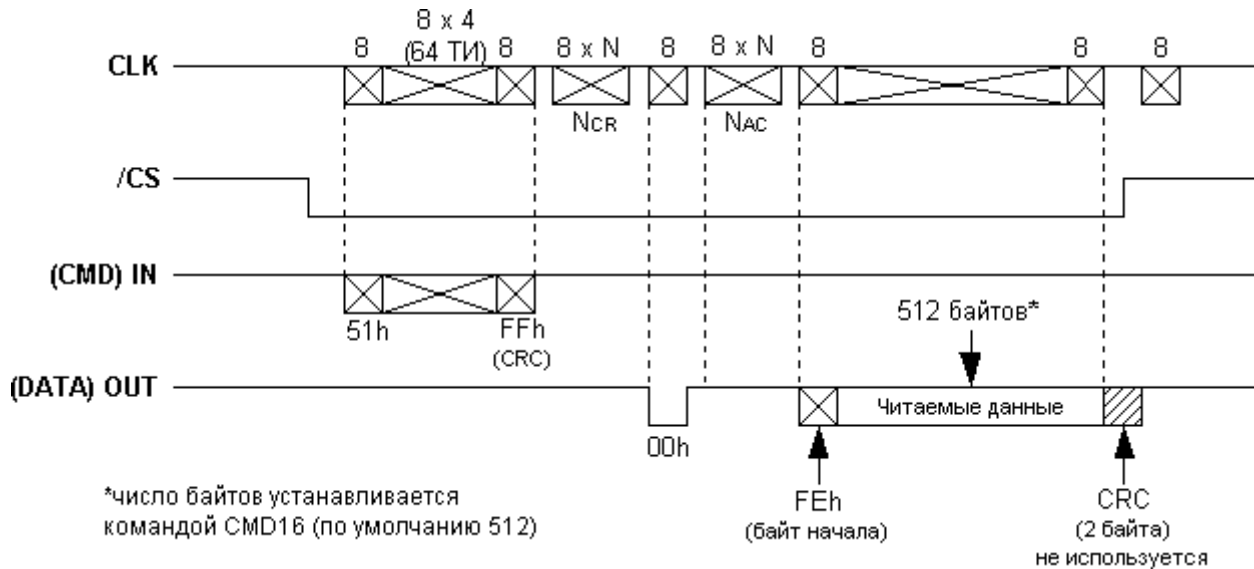 8 x 4
8 (64 ТИ) 8 8 x N 8 8 x N 8 8 8
CLK
NCR NAC
/CS
(CMD) IN
51h FFh
(CRC)
512 байтов*
(DATA) OUT
Читаемые данные
00h
*число байтов устанавливается
командой CMD16 (по умолчанию 512)
FEh
(байт начала)
CRC
(2 байта)
не используется